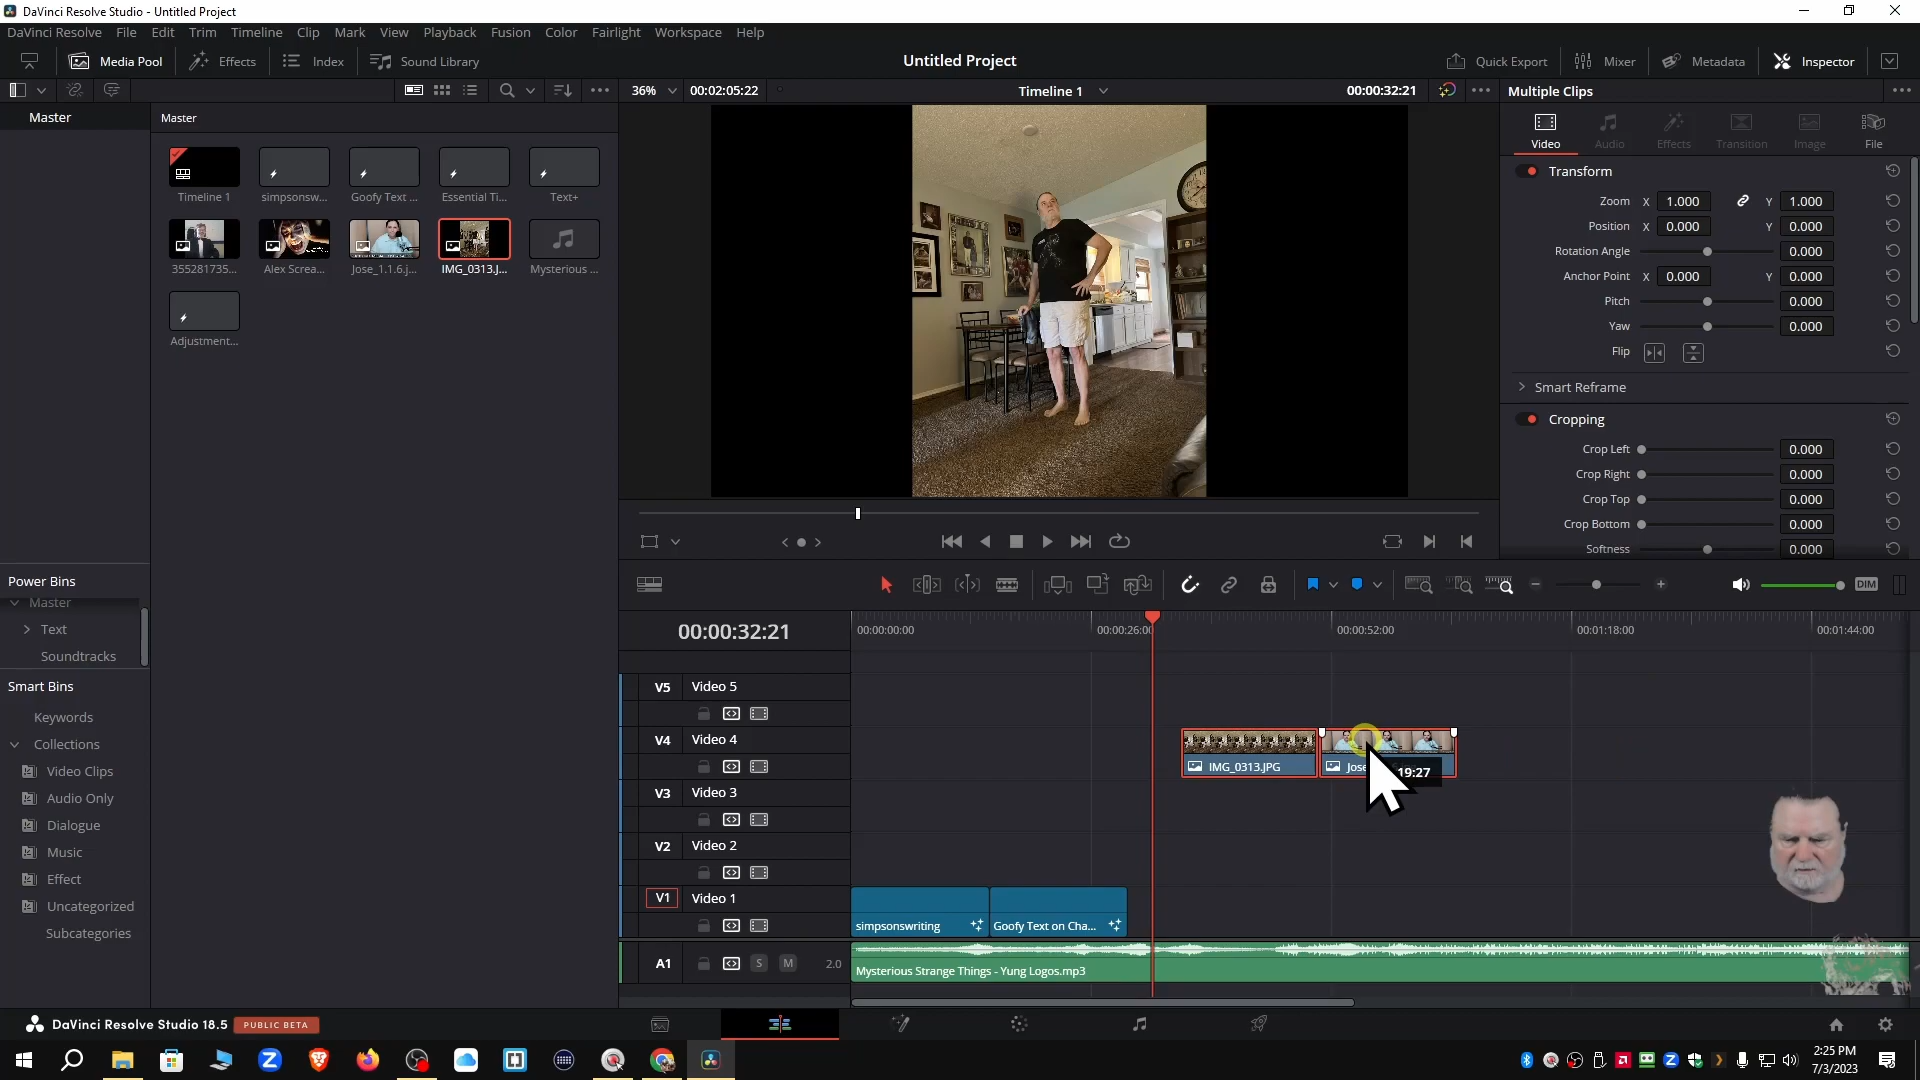 DaVinci Resolve Studio - Untitled Project
DaVinci Resolve File Edit Trim Timeline Clip Mark View Playback Fusion Color Fairlight Workspace Help
Media Pool Effects Index Sound Library Untitled Project Quick Export Mixer Metadata Inspector
36% 00:02:05:22 Timeline 1 00:00:32:21 Multiple Clips
Master Master
Video Audio Effects Transition Image File
Timeline 1 simpsonsw... Goofy Text ... Essential Ti... Text+
355281735... Alex Screa... Jose_1.1.6.j... IMG_0313.J... Mysterious ...
Adjustment...
Transform
Zoom X 1.000 Y 1.000
Position X 0.000 Y 0.000
Rotation Angle 0.000
Anchor Point X 0.000 Y 0.000
Pitch 0.000
Yaw 0.000
Flip
Smart Reframe
Cropping
Crop Left 0.000
Crop Right 0.000
Crop Top 0.000
Crop Bottom 0.000
Softness 0.000
Power Bins
Master
Text
Soundtracks
Smart Bins
Keywords
Collections
Video Clips
Audio Only
Dialogue
Music
Effect
Uncategorized
Subcategories
DIM
00:00:32:21 00:00:00:00 00:00:26:00 00:00:52:00 00:01:18:00 00:01:44:00
V5 Video 5
V4 Video 4
IMG_0313.JPG Jose 19:27
V3 Video 3
V2 Video 2
V1 Video 1
simpsonswriting Goofy Text on Cha...
A1 S M 2.0
Mysterious Strange Things - Yung Logos.mp3
DaVinci Resolve Studio 18.5 PUBLIC BETA
2:25 PM
7/3/2023